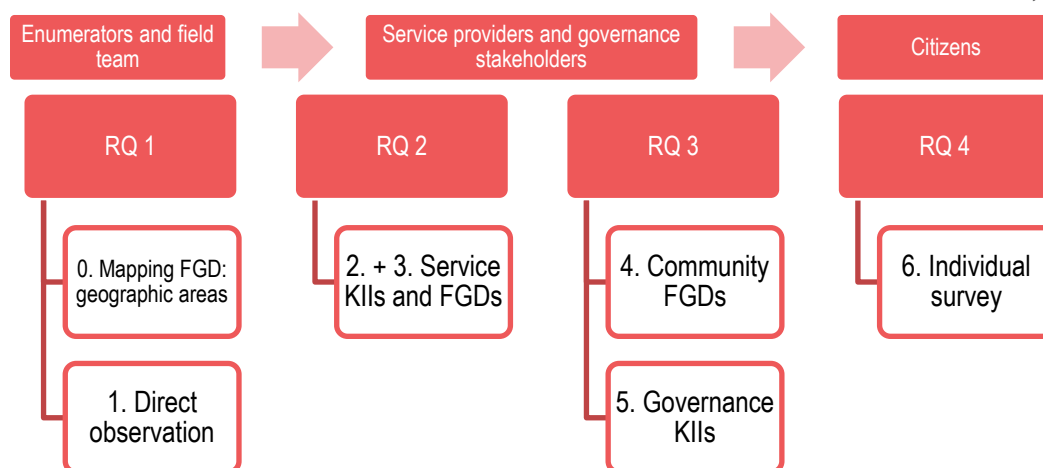 Enumerators and field
team
Service providers and governance
stakeholders
Citizens
RQ 1
RQ 2
RQ 3
RQ 4
0. Mapping FGD:
geographic areas
2. + 3. Service
KIIs and FGDs
4. Community
FGDs
6. Individual
survey
1. Direct
observation
5. Governance
KIIs